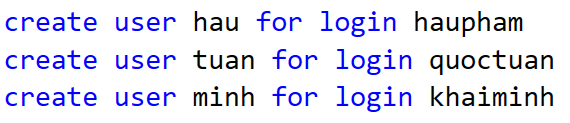 create user hau for login haupham
create user tuan for login quoctuan
create user minh for login khaiminh